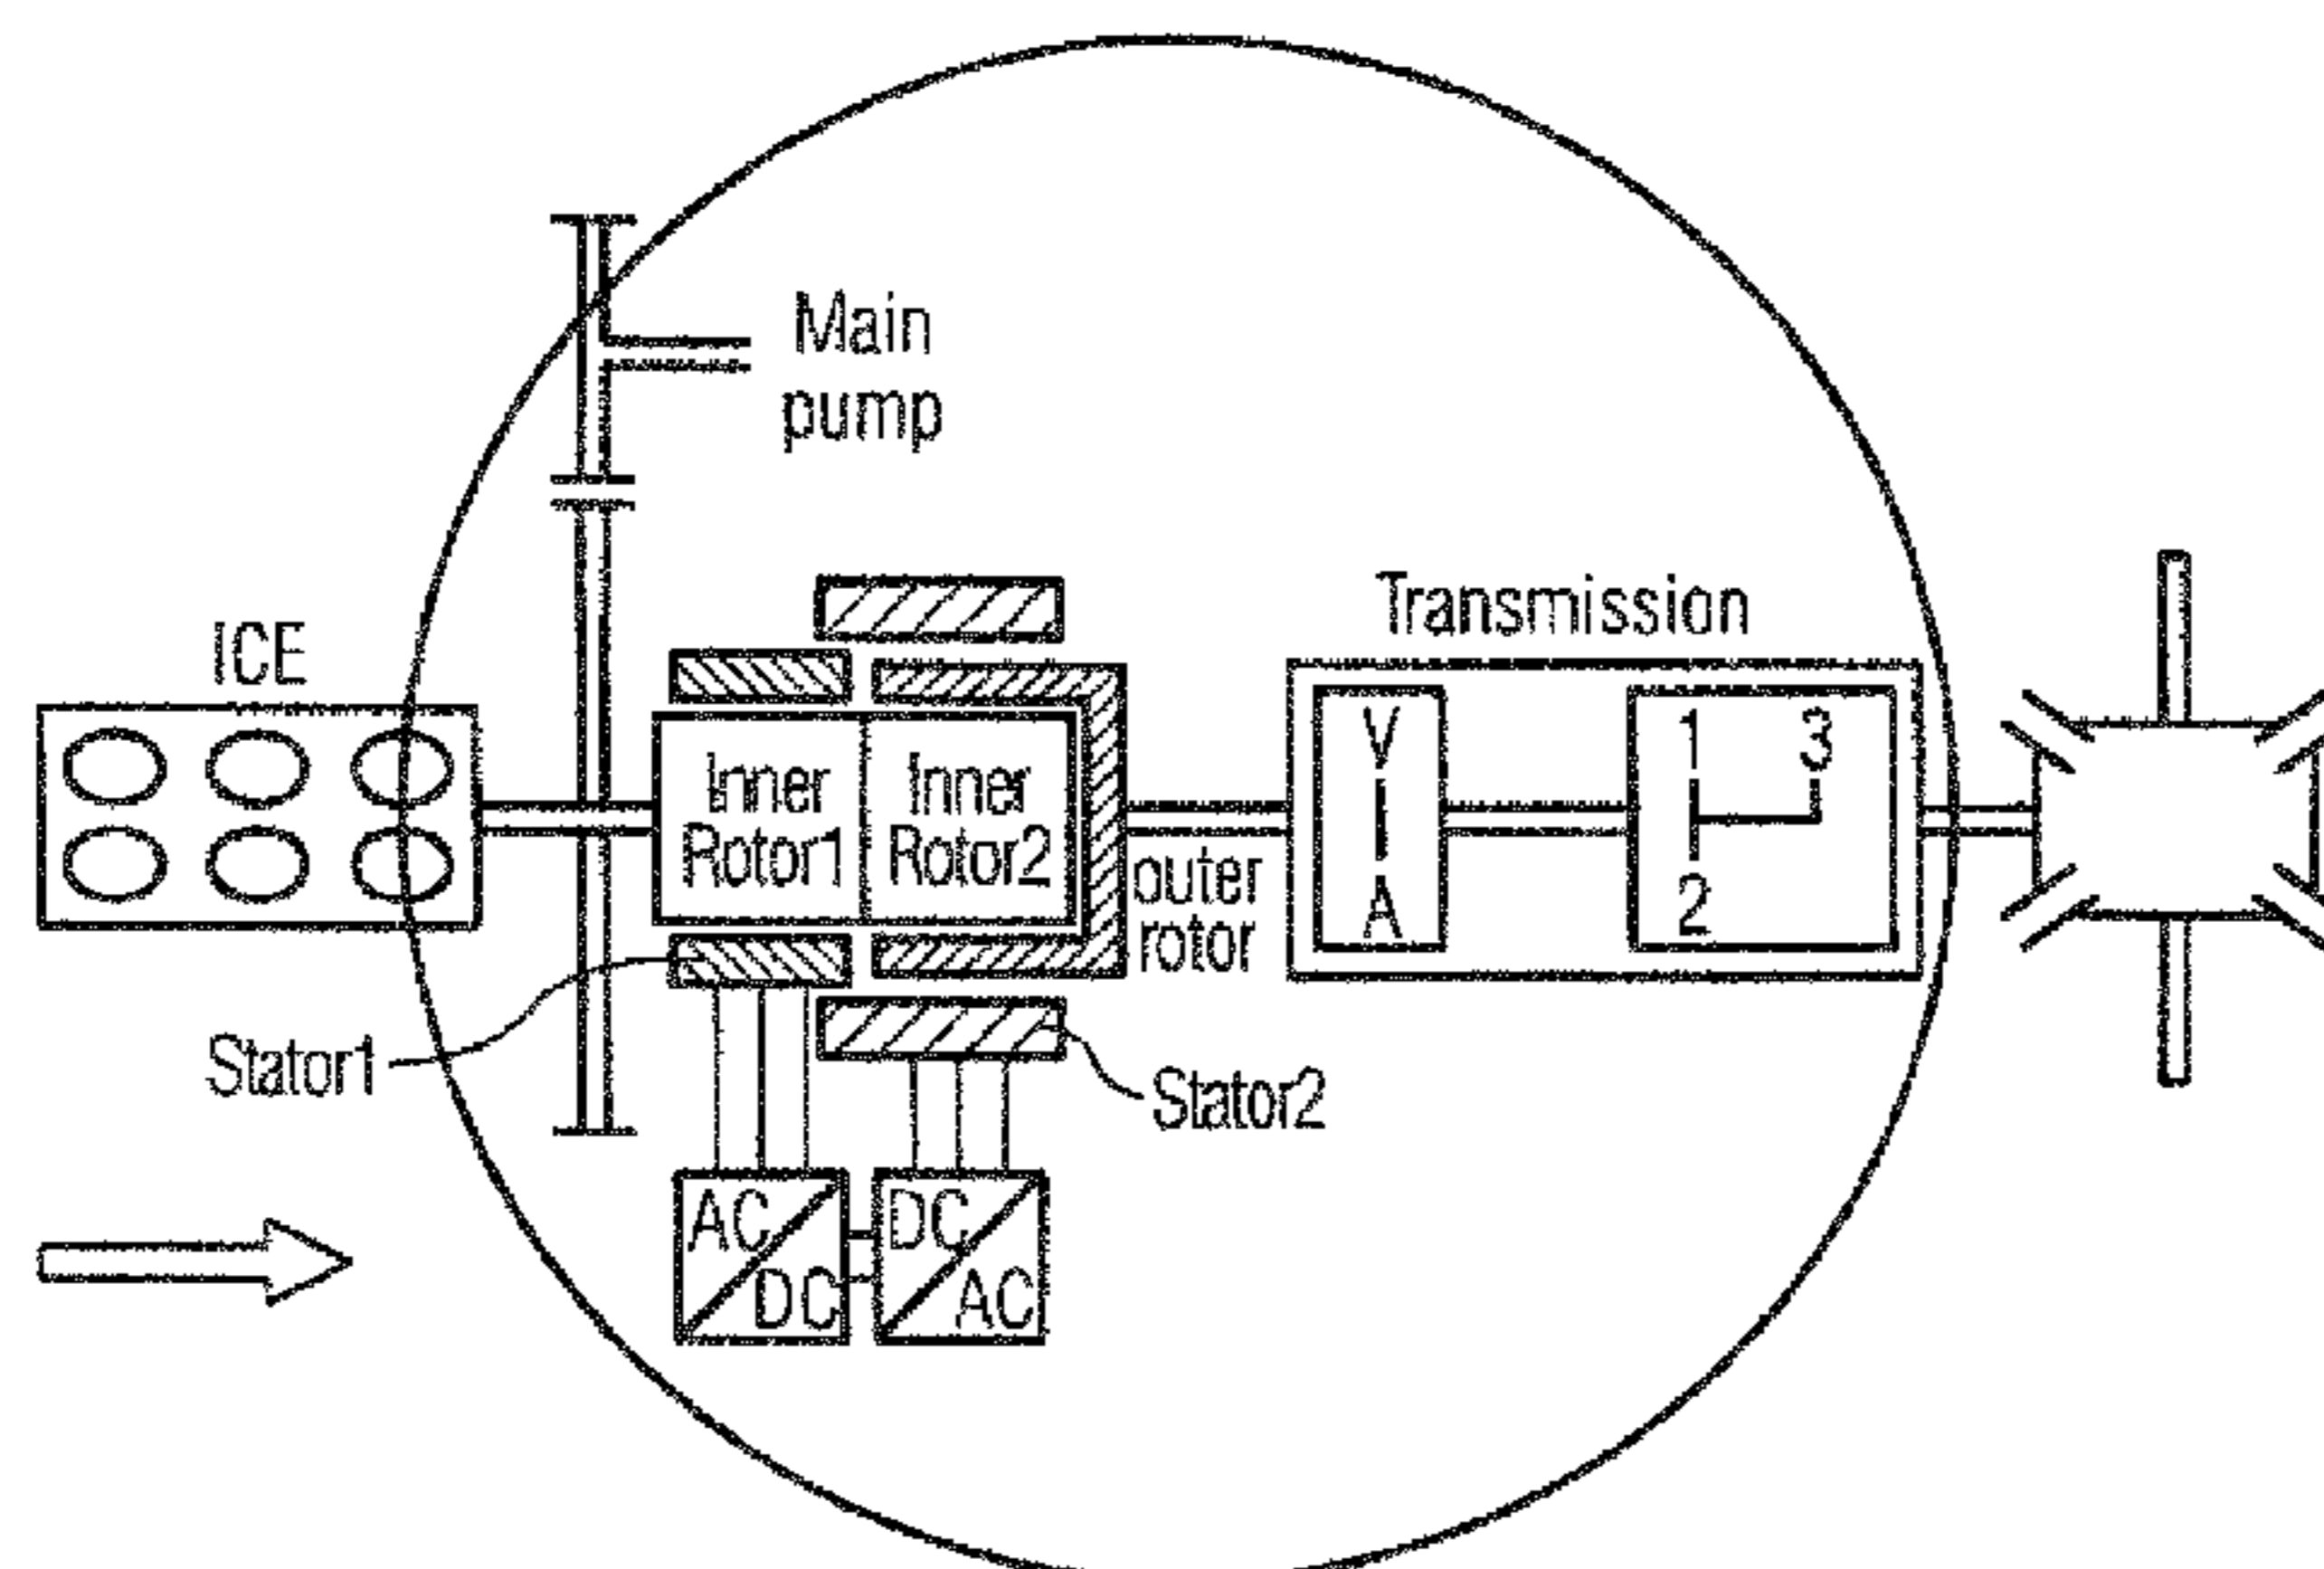 Main
pump
ICE
Transmission
Inner
Rotor1
Inner
Rotor2
outer
rotor
V
A
1 3
2
Stator1
Stator2
AC
DC
DC
AC